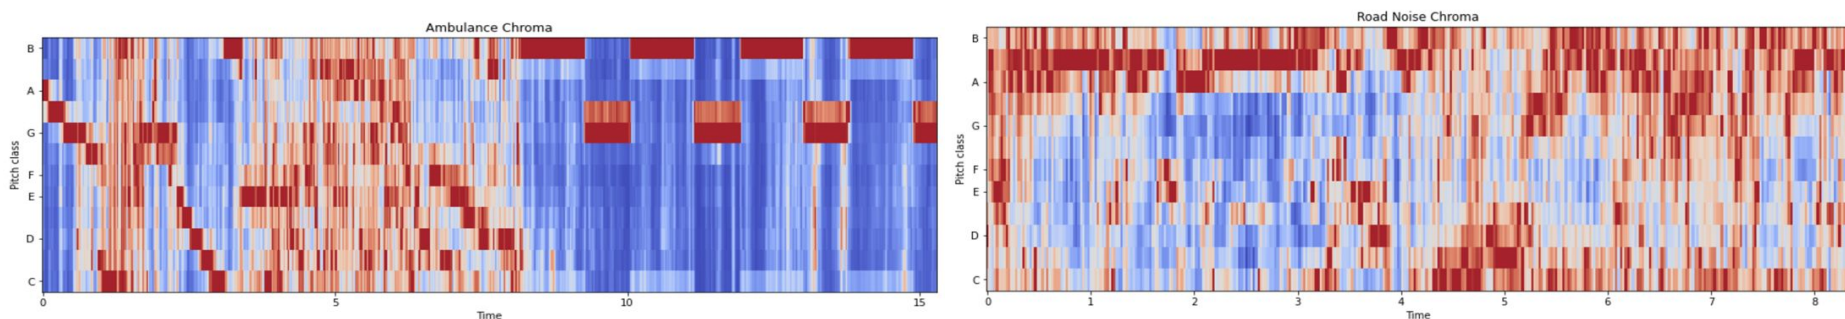 Ambulance Chroma
Pitch class
B
A
G
F
E
D
C
0
5
10
15
Time
Road Noise Chroma
Pitch class
B
A
G
F
E
D
C
0
1
2
3
4
5
6
7
8
Time